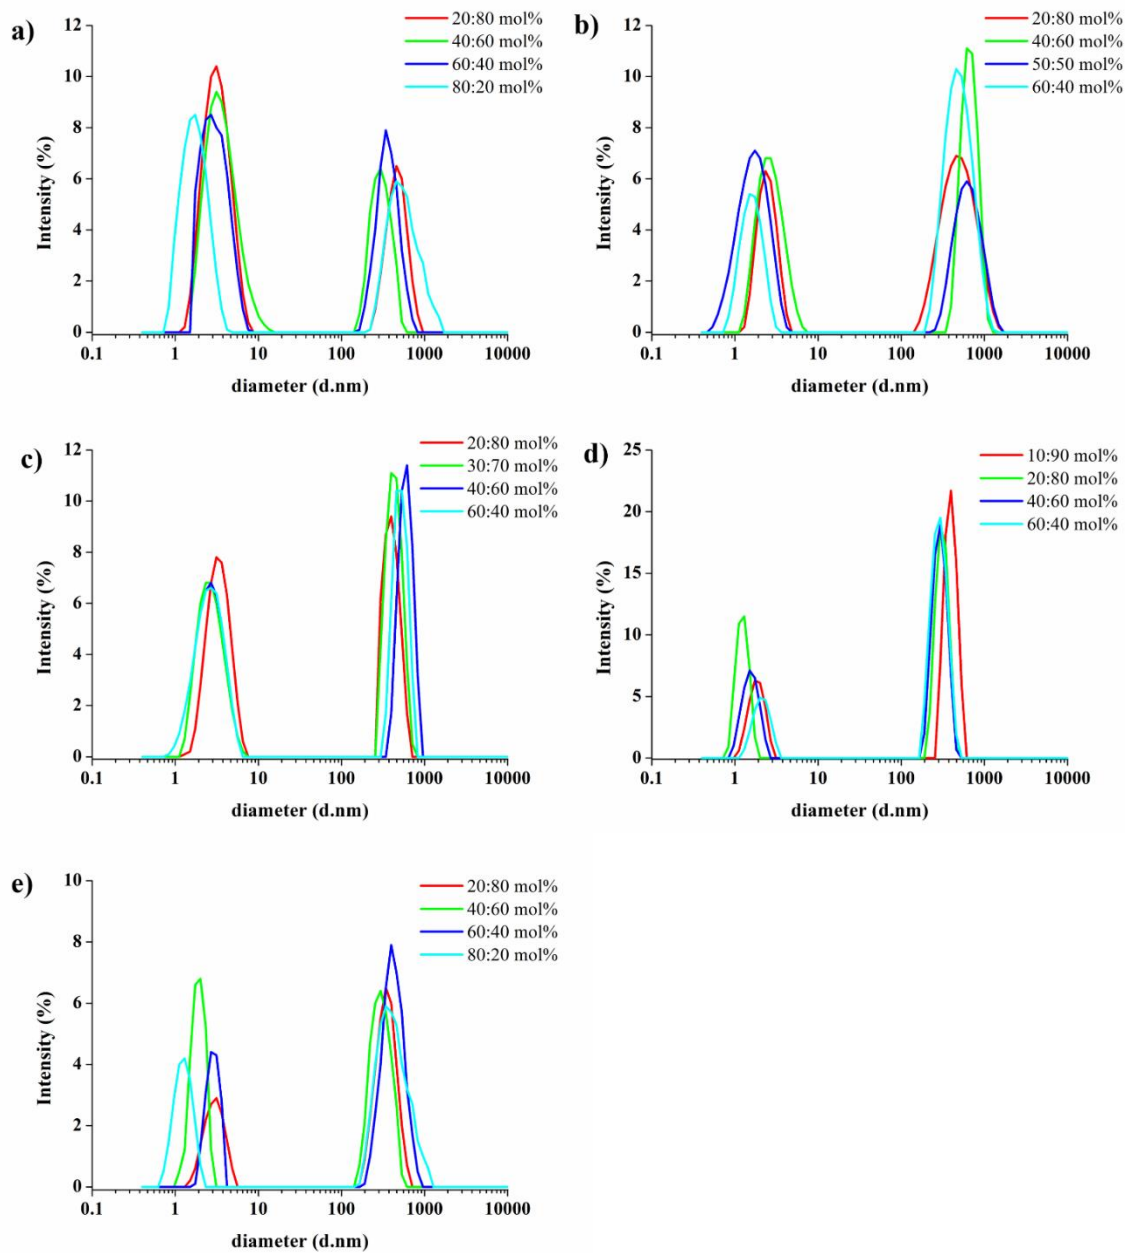 a)
20:80 mol%
40:60 mol%
60:40 mol%
80:20 mol%
Intensity (%)
12
10
8
6
4
2
0
0.1 1 10 100 1000 10000
diameter (d.nm)
b)
20:80 mol%
40:60 mol%
50:50 mol%
60:40 mol%
Intensity (%)
12
10
8
6
4
2
0
0.1 1 10 100 1000 10000
diameter (d.nm)
c)
20:80 mol%
30:70 mol%
40:60 mol%
60:40 mol%
Intensity (%)
12
10
8
6
4
2
0
0.1 1 10 100 1000 10000
diameter (d.nm)
d)
10:90 mol%
20:80 mol%
40:60 mol%
60:40 mol%
Intensity (%)
25
20
15
10
5
0
0.1 1 10 100 1000 10000
diameter (d.nm)
e)
20:80 mol%
40:60 mol%
60:40 mol%
80:20 mol%
Intensity (%)
10
8
6
4
2
0
0.1 1 10 100 1000 10000
diameter (d.nm)